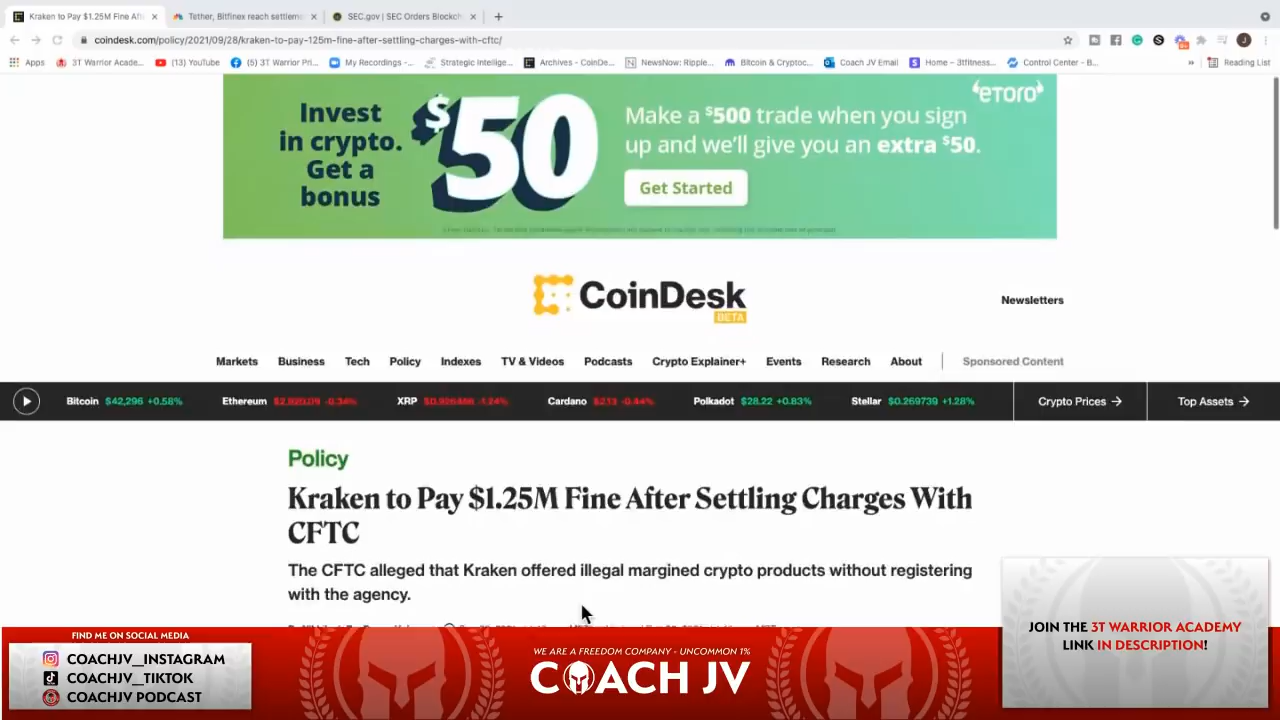 Kraken to Pay $1.25M Fine Aft
Tether, Bitfinex reach settleme
SEC.gov | SEC Orders Blockch
coindesk.com/policy/2021/09/28/kraken-to-pay-125m-fine-after-settling-charges-with-cftc/
J
Apps
3T Warrior Acade...
(13) YouTube
(5) 3T Warrior Pri...
My Recordings -...
Strategic Intellige...
Archives - CoinDe...
NewsNow: Ripple...
Bitcoin & Cryptoc...
Coach JV Email
Home – 3tfitness...
Control Center - B...
»
Reading List
Invest
in crypto.
Get a
bonus
$50
Make a $500 trade when you sign
up and we'll give you an extra $50.
Get Started
eToro
CoinDesk
BETA
Newsletters
Markets Business Tech Policy Indexes TV & Videos Podcasts Crypto Explainer+ Events Research About Sponsored Content
Bitcoin $42,296 +0.58% Ethereum -0.34% XRP -1.24% Cardano $2.13 -0.44% Polkadot $28.22 +0.83% Stellar $0.269739 +1.28% Crypto Prices → Top Assets →
Policy
Kraken to Pay $1.25M Fine After Settling Charges With
CFTC
The CFTC alleged that Kraken offered illegal margined crypto products without registering
with the agency.
FIND ME ON SOCIAL MEDIA
COACHJV_INSTAGRAM
COACHJV_TIKTOK
COACHJV PODCAST
WE ARE A FREEDOM COMPANY - UNCOMMON 1%
COACH JV
JOIN THE 3T WARRIOR ACADEMY
LINK IN DESCRIPTION!